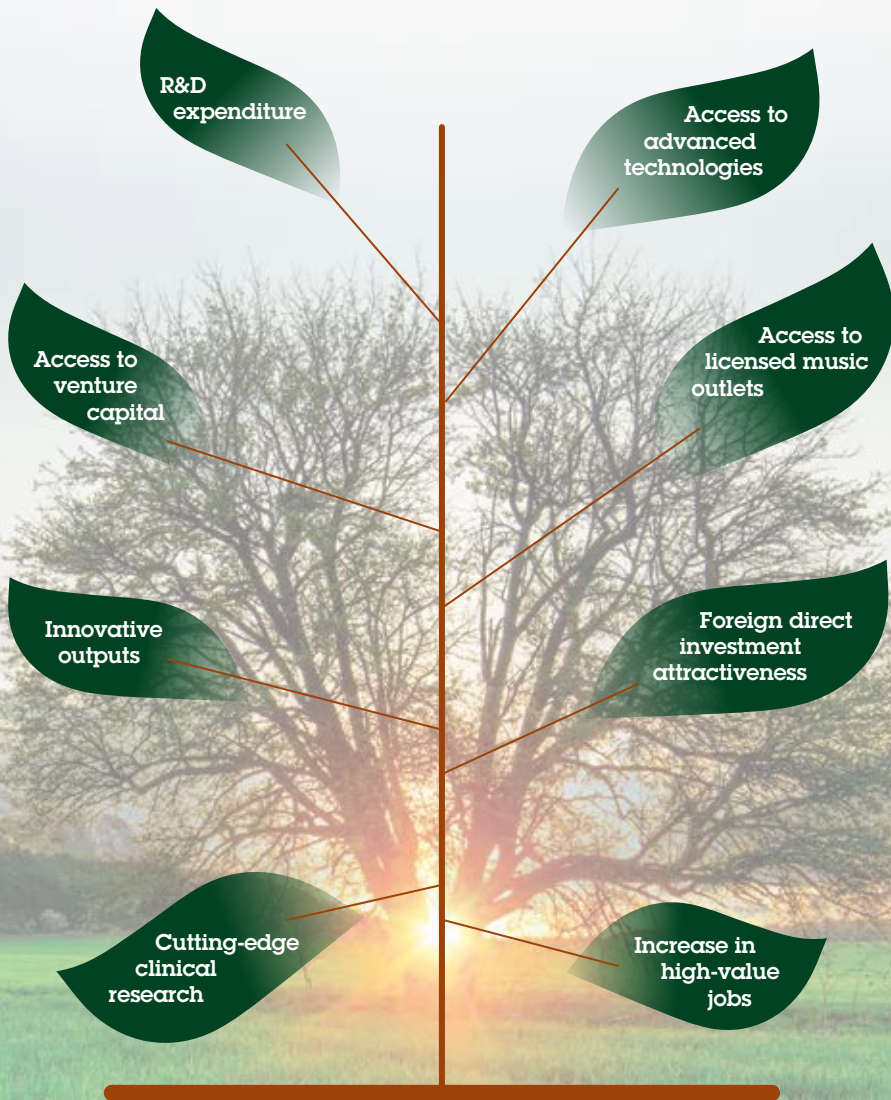 R&D
expenditure
Access to
advanced
technologies
Access to
venture
capital
Access to
licensed music
outlets
Innovative
outputs
Foreign direct
investment
attractiveness
Cutting-edge
clinical
research
Increase in
high-value
jobs